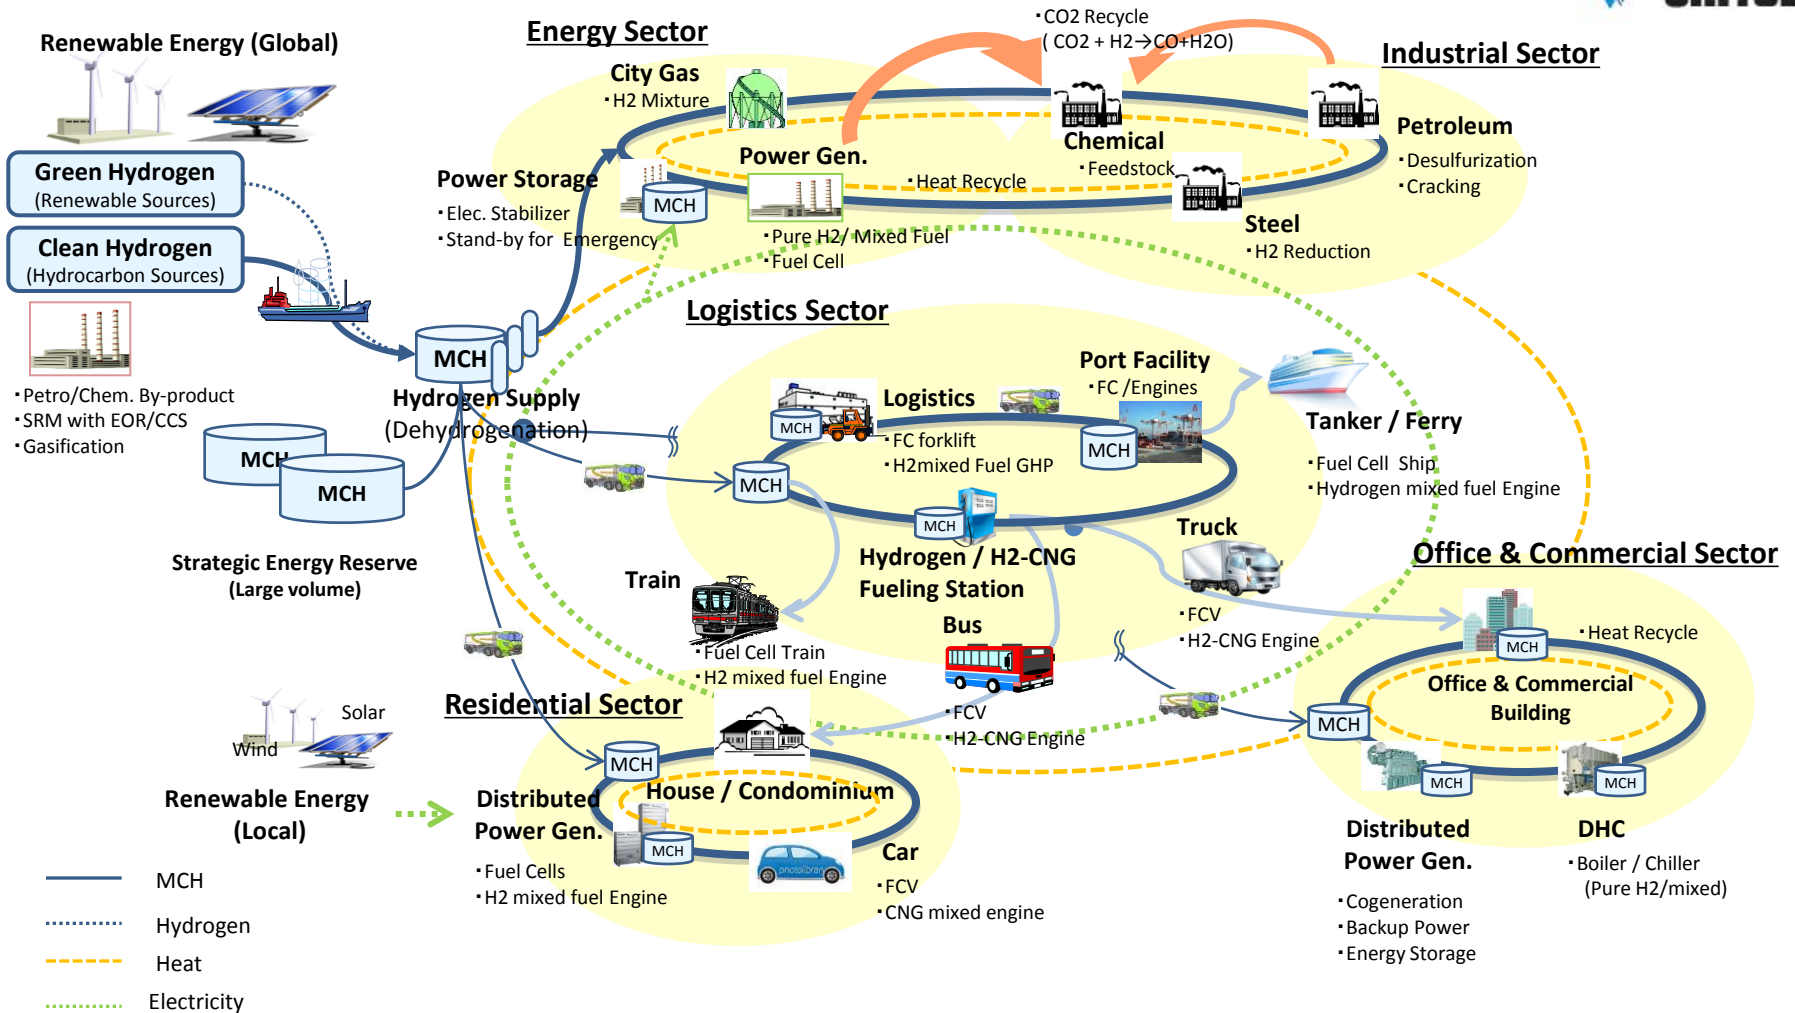 Renewable Energy (Global)
Green Hydrogen
(Renewable Sources)
Clean Hydrogen
(Hydrocarbon Sources)
・Petro/Chem. By-product
・SRM with EOR/CCS
・Gasification
MCH
MCH
Strategic Energy Reserve
(Large volume)
MCH
Hydrogen Supply
(Dehydrogenation)
Energy Sector
City Gas
・H2 Mixture
Power Storage
・Elec. Stabilizer
・Stand-by for Emergency
MCH
Power Gen.
・Pure H2/ Mixed Fuel
・Fuel Cell
・Heat Recycle
・CO2 Recycle
( CO2 + H2→CO+H2O)
Industrial Sector
Chemical
・Feedstock
Petroleum
・Desulfurization
・Cracking
Steel
・H2 Reduction
Logistics Sector
Logistics
・FC forklift
・H2mixed Fuel GHP
MCH
MCH
Port Facility
・FC /Engines
MCH
Tanker / Ferry
・Fuel Cell Ship
・Hydrogen mixed fuel Engine
MCH
Hydrogen / H2-CNG
Fueling Station
Train
・Fuel Cell Train
・H2 mixed fuel Engine
Bus
・FCV
・H2-CNG Engine
Truck
・FCV
・H2-CNG Engine
Office & Commercial Sector
・Heat Recycle
MCH
Office & Commercial
Building
MCH
MCH
MCH
Distributed
Power Gen.
・Cogeneration
・Backup Power
・Energy Storage
DHC
・Boiler / Chiller
(Pure H2/mixed)
Residential Sector
MCH
House / Condominium
Distributed
Power Gen.
・Fuel Cells
・H2 mixed fuel Engine
MCH
photolibrary
Car
・FCV
・CNG mixed engine
Solar
Wind
Renewable Energy
(Local)
MCH
Hydrogen
Heat
Electricity